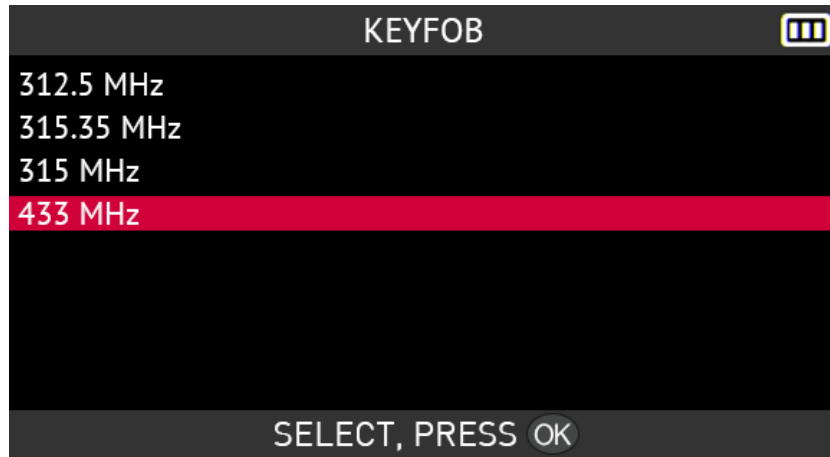 KEYFOB
312.5 MHz
315.35 MHz
315 MHz
433 MHz
SELECT, PRESS OK